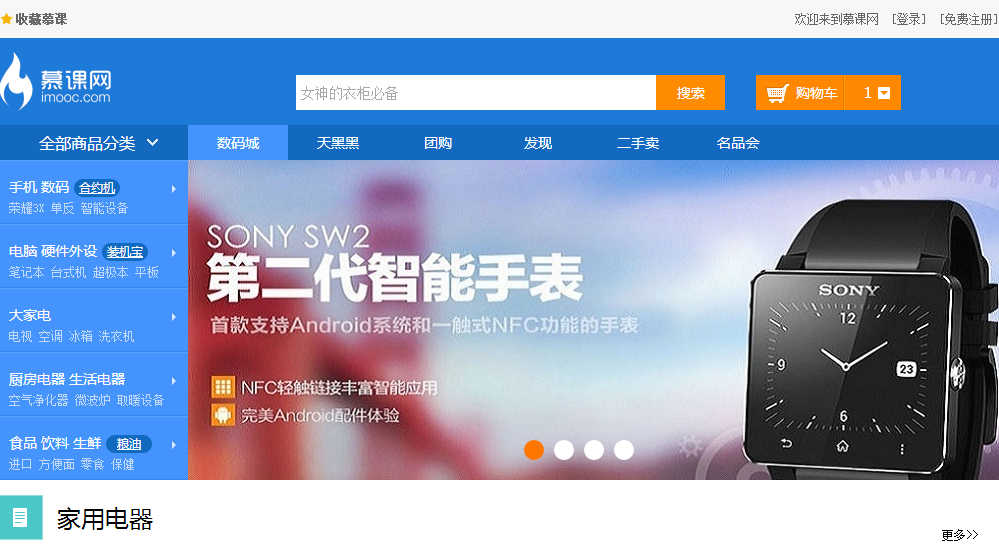 收藏慕课
欢迎来到慕课网 [登录] [免费注册]
慕课网
imooc.com
女神的衣柜必备 搜索
购物车 1
全部商品分类 数码城 天黑黑 团购 发现 二手卖 名品会
手机 数码 合约机
荣耀3X 单反 智能设备
电脑 硬件外设 装机宝
笔记本 台式机 超极本 平板
大家电
电视 空调 冰箱 洗衣机
厨房电器 生活电器
空气净化器 微波炉 取暖设备
食品 饮料 生鲜 粮油
进口 方便面 零食 保健
SONY SW2
第二代智能手表
首款支持Android系统和一触式NFC功能的手表
NFC轻触链接丰富智能应用
完美Android配件体验
SONY
12
9
23
6
家用电器
更多>>